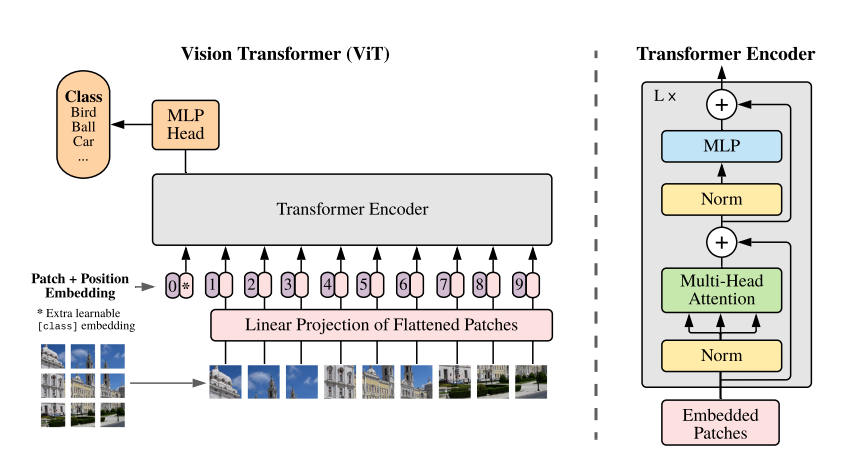 Vision Transformer (ViT)
Class
Bird
Ball
Car
...
MLP
Head
Transformer Encoder
Patch + Position
Embedding
* Extra learnable
[class] embedding
0 * 1 2 3 4 5 6 7 8 9
Linear Projection of Flattened Patches
Transformer Encoder
L x
+
MLP
Norm
+
Multi-Head
Attention
Norm
Embedded
Patches